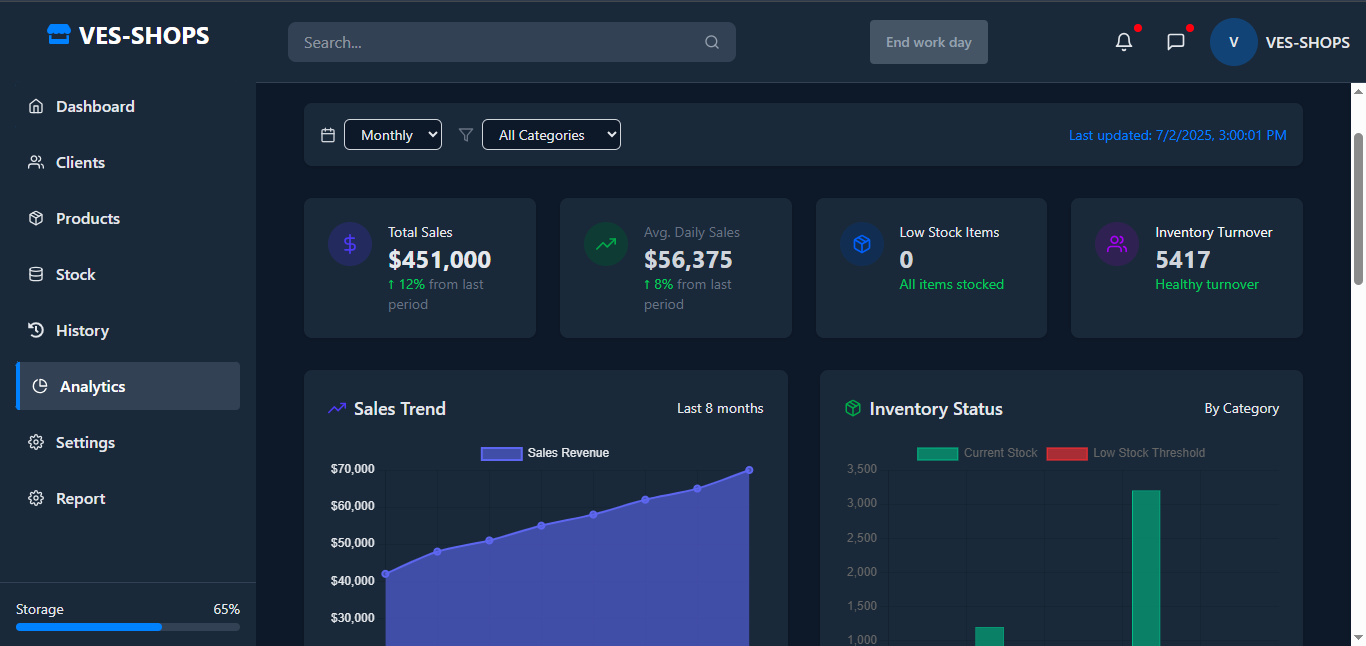 VES-SHOPS
Search...
End work day
V
VES-SHOPS
Dashboard
Clients
Products
Stock
History
Analytics
Settings
Report
Storage 65%
Monthly
All Categories
Last updated: 7/2/2025, 3:00:01 PM
Total Sales
$451,000
↑ 12% from last
period
Avg. Daily Sales
$56,375
↑ 8% from last
period
Low Stock Items
0
All items stocked
Inventory Turnover
5417
Healthy turnover
Sales Trend
Last 8 months
Sales Revenue
$70,000
$60,000
$50,000
$40,000
$30,000
Inventory Status
By Category
Current Stock
Low Stock Threshold
3,500
3,000
2,500
2,000
1,500
1,000